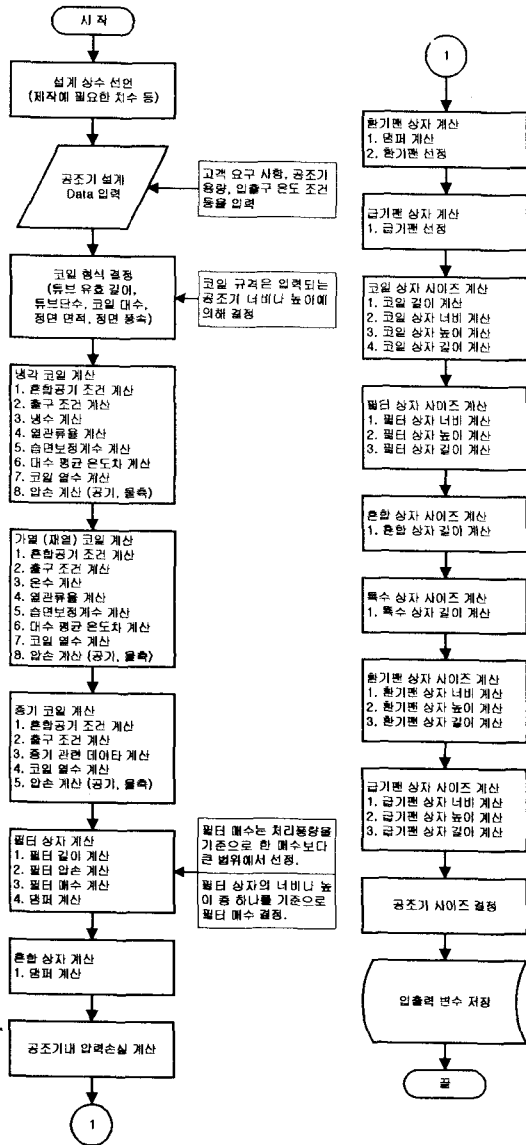 시 작
설계 상수 선언
(제작에 필요한 치수 등)
공조기 설계
Data 입력
고객 요구 사항, 공조기
용량, 입출구 온도 조건
등을 입력
코일 형식 결정
(튜브 유효 길이,
튜브단수, 코일 대수,
정면 면적, 정면 풍속)
코일 규격은 입력되는
공조기 너비나 높이에
의해 결정
냉각 코일 계산
1. 혼합공기 조건 계산
2. 출구 조건 계산
3. 냉수 계산
4. 열관류율 계산
5. 습면보정계수 계산
6. 대수 평균 온도차 계산
7. 코일 열수 계산
8. 압손 계산 (공기, 물측)
가열 (재열) 코일 계산
1. 혼합공기 조건 계산
2. 출구 조건 계산
3. 온수 계산
4. 열관류율 계산
5. 습면보정계수 계산
6. 대수 평균 온도차 계산
7. 코일 열수 계산
8. 압손 계산 (공기, 물측)
증기 코일 계산
1. 혼합공기 조건 계산
2. 출구 조건 계산
3. 증기 관련 데이타 계산
4. 코일 열수 계산
5. 압손 계산 (공기, 물측)
필터 상자 계산
1. 필터 길이 계산
2. 필터 압손 계산
3. 필터 매수 계산
4. 댐퍼 계산
필터 매수는 처리풍량을
기준으로 한 매수보다
큰 범위에서 선정.
필터 상자의 너비나 높
이 중 하나를 기준으로
필터 매수 결정.
혼합 상자 계산
1. 댐퍼 계산
공조기내 압력손실 계산
1
1
환기팬 상자 계산
1. 댐퍼 계산
2. 환기팬 선정
급기팬 상자 계산
1. 급기팬 선정
코일 상자 사이즈 계산
1. 코일 길이 계산
2. 코일 상자 너비 계산
3. 코일 상자 높이 계산
4. 코일 상자 길이 계산
필터 상자 사이즈 계산
1. 필터 상자 너비 계산
2. 필터 상자 높이 계산
3. 필터 상자 길이 계산
혼합 상자 사이즈 계산
1. 혼합 상자 길이 계산
특수 상자 사이즈 계산
1. 특수 상자 길이 계산
환기팬 상자 사이즈 계산
1. 환기팬 상자 너비 계산
2. 환기팬 상자 높이 계산
3. 환기팬 상자 길이 계산
급기팬 상자 사이즈 계산
1. 급기팬 상자 너비 계산
2. 급기팬 상자 높이 계산
3. 급기팬 상자 길이 계산
공조기 사이즈 결정
입출력 변수 저장
끝